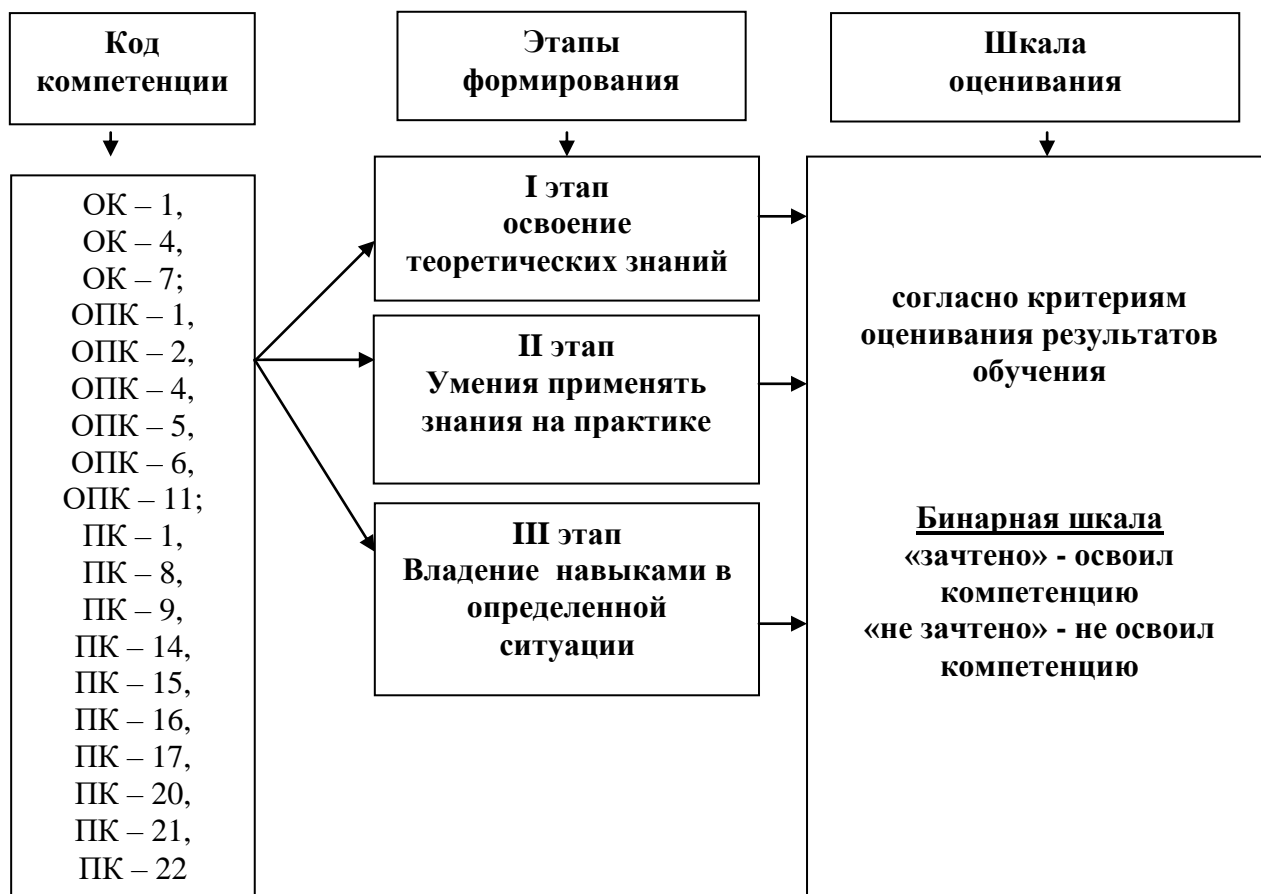 Код
компетенции
Этапы
формирования
Шкала
оценивания
ОК – 1,
ОК – 4,
ОК – 7;
ОПК – 1,
ОПК – 2,
ОПК – 4,
ОПК – 5,
ОПК – 6,
ОПК – 11;
ПК – 1,
ПК – 8,
ПК – 9,
ПК – 14,
ПК – 15,
ПК – 16,
ПК – 17,
ПК – 20,
ПК – 21,
ПК – 22
I этап
освоение
теоретических знаний
II этап
Умения применять
знания на практике
III этап
Владение навыками в
определенной
ситуации
согласно критериям
оценивания результатов
обучения
Бинарная шкала
«зачтено» - освоил
компетенцию
«не зачтено» - не освоил
компетенцию